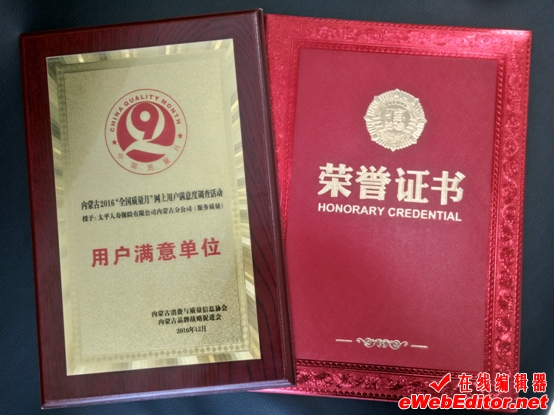 CHINA QUALITY MONTH
中国质量月
内蒙古2016“全国质量月”网上用户满意度调查活动
授予:太平人寿保险有限公司内蒙古分公司(服务质量)
用户满意单位
内蒙古消费与质量信息协会
内蒙古品牌战略促进会
2016年12月
荣誉证书
HONORARY CREDENTIAL
在线编辑器
eWebEditor.net